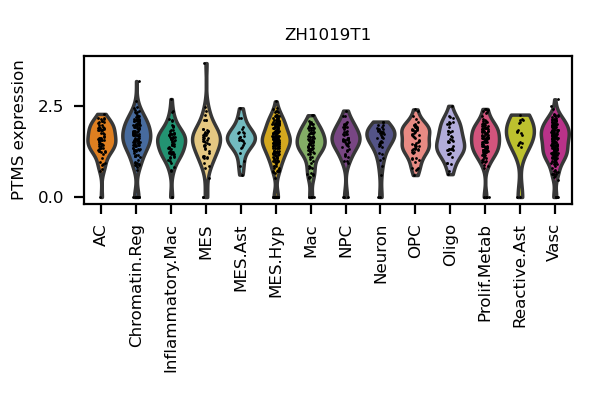 ZH1019T1
PTMS expression
2.5
0.0
AC
Chromatin.Reg
Inflammatory.Mac
MES
MES.Ast
MES.Hyp
Mac
NPC
Neuron
OPC
Oligo
Prolif.Metab
Reactive.Ast
Vasc